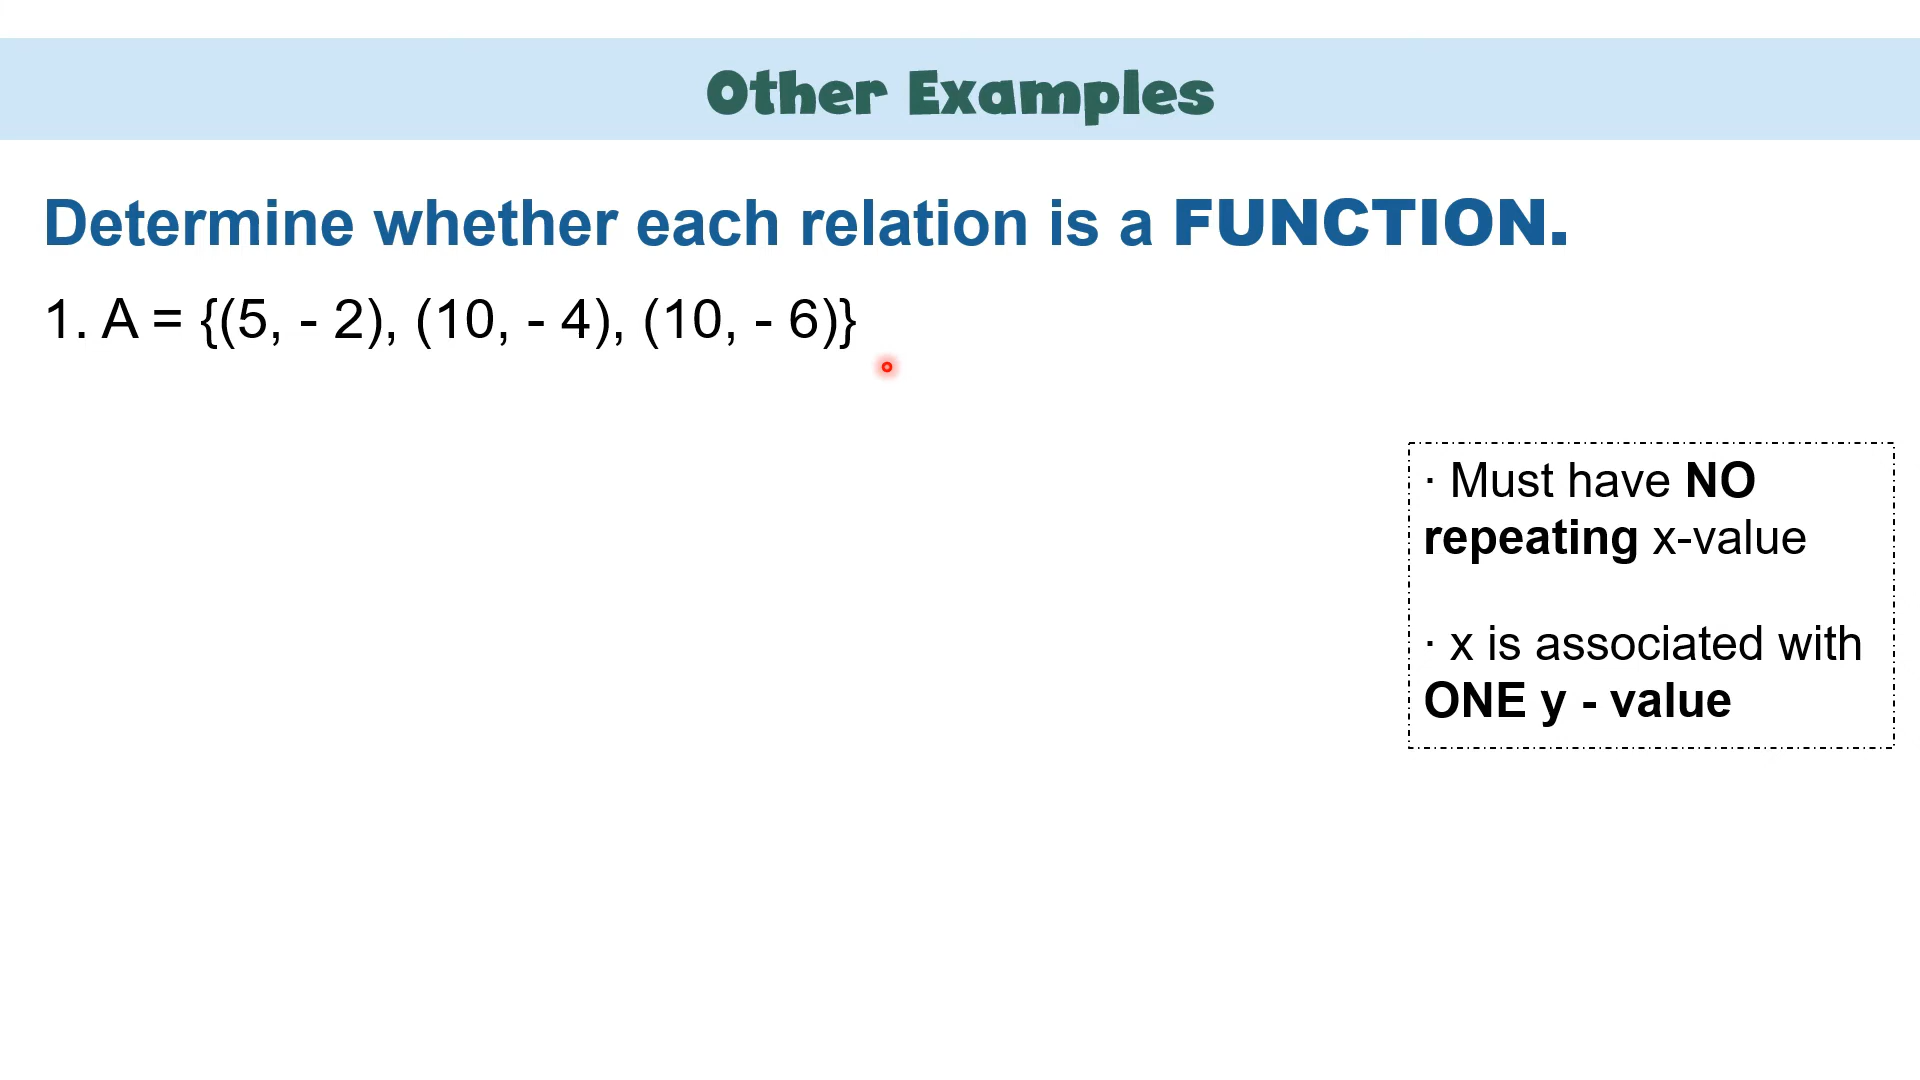 Other Examples
Determine whether each relation is a FUNCTION.
1. A = {(5, - 2), (10, - 4), (10, - 6)}
· Must have NO
repeating x-value
· x is associated with
ONE y - value